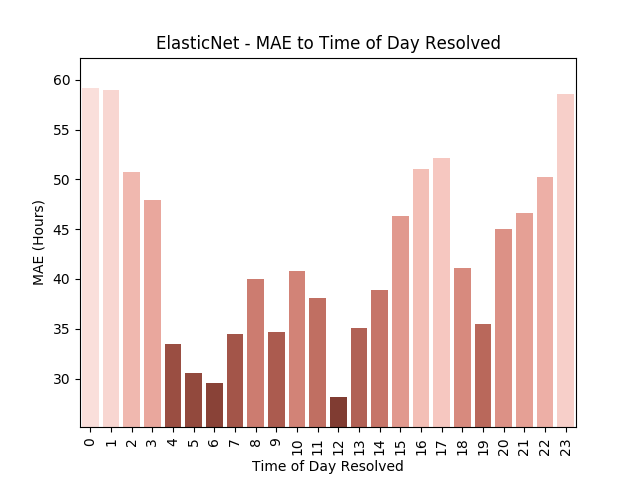 ElasticNet - MAE to Time of Day Resolved
MAE (Hours)
60
55
50
45
40
35
30
0 1 2 3 4 5 6 7 8 9 10 11 12 13 14 15 16 17 18 19 20 21 22 23
Time of Day Resolved